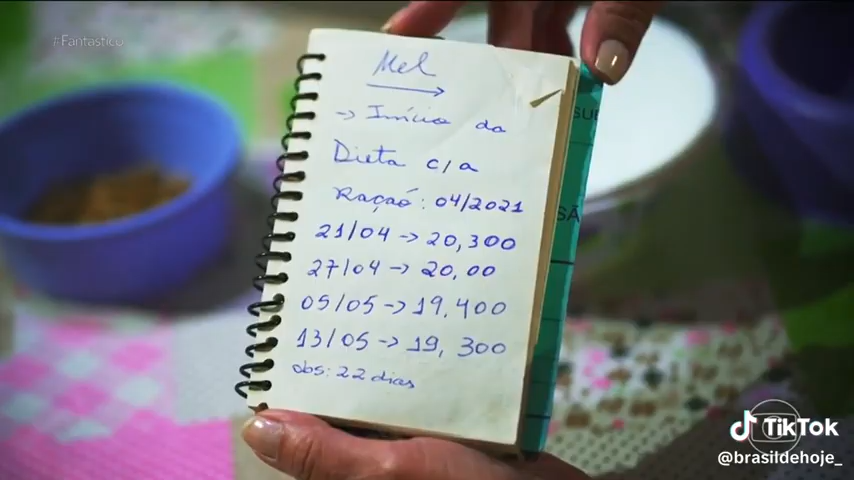 #Fantástico
Mel
→ Início da
Dieta c/a
Ração: 04/2021
21/04 → 20,300
27/04 → 20,00
05/05 → 19,400
13/05 → 19,300
obs: 22 dias
SÃ
TikTok
@brasildehoje_